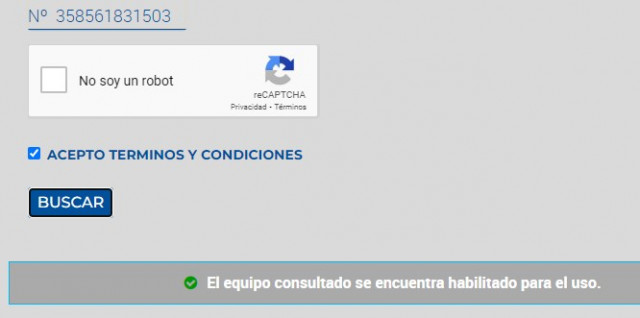 Nº 358561831503
No soy un robot
reCAPTCHA
Privacidad - Términos
ACEPTO TERMINOS Y CONDICIONES
BUSCAR
El equipo consultado se encuentra habilitado para el uso.